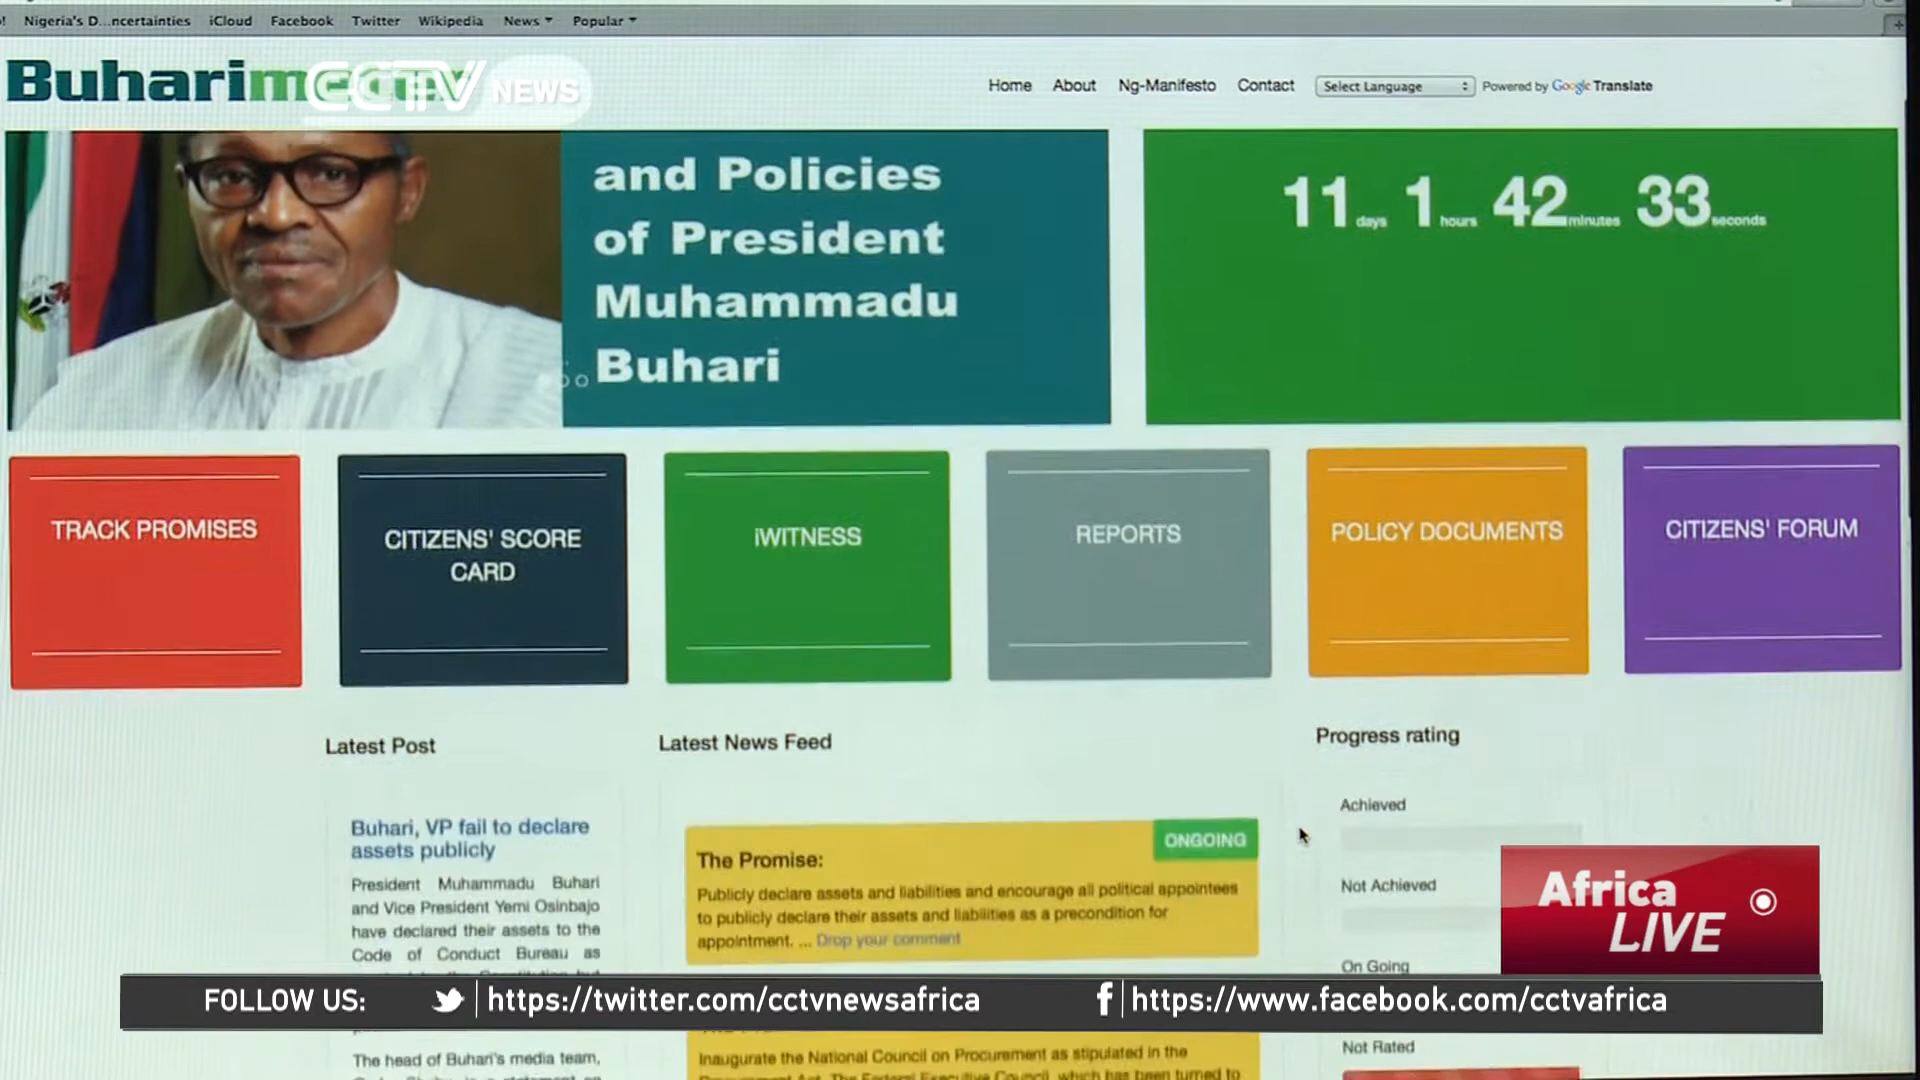 Nigeria's D...ncertainties iCloud Facebook Twitter Wikipedia News Popular
Buharimeter
CCTV NEWS
Home About Ng-Manifesto Contact Select Language Powered by Google Translate
and Policies
of President
Muhammadu
Buhari
11 days 1 hours 42 minutes 33 seconds
TRACK PROMISES
CITIZENS' SCORE
CARD
iWITNESS
REPORTS
POLICY DOCUMENTS
CITIZENS' FORUM
Latest Post
Buhari, VP fail to declare
assets publicly
President Muhammadu Buhari
and Vice President Yemi Osinbajo
have declared their assets to the
Code of Conduct Bureau as
The head of Buhari's media team,
Latest News Feed
ONGOING
The Promise:
Publicly declare assets and liabilities and encourage all political appointees
to publicly declare their assets and liabilities as a precondition for
appointment. ... Drop your comment
Inaugurate the National Council on Procurement as stipulated in the
Progress rating
Achieved
Not Achieved
On Going
Not Rated
Africa
LIVE
FOLLOW US: https://twitter.com/cctvnewsafrica https://www.facebook.com/cctvafrica